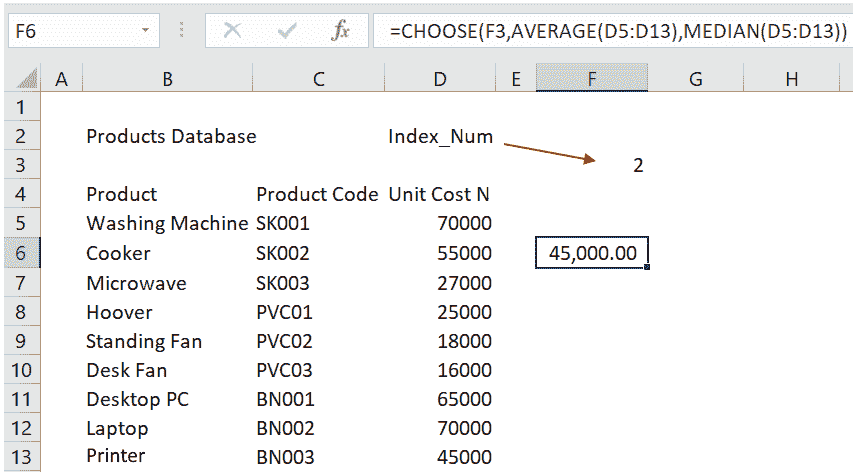 F6 fx =CHOOSE(F3,AVERAGE(D5:D13),MEDIAN(D5:D13))
A B C D E F G H
1
2 Products Database Index_Num
3 2
4 Product Product Code Unit Cost N
5 Washing Machine SK001 70000
6 Cooker SK002 55000 45,000.00
7 Microwave SK003 27000
8 Hoover PVC01 25000
9 Standing Fan PVC02 18000
10 Desk Fan PVC03 16000
11 Desktop PC BN001 65000
12 Laptop BN002 70000
13 Printer BN003 45000